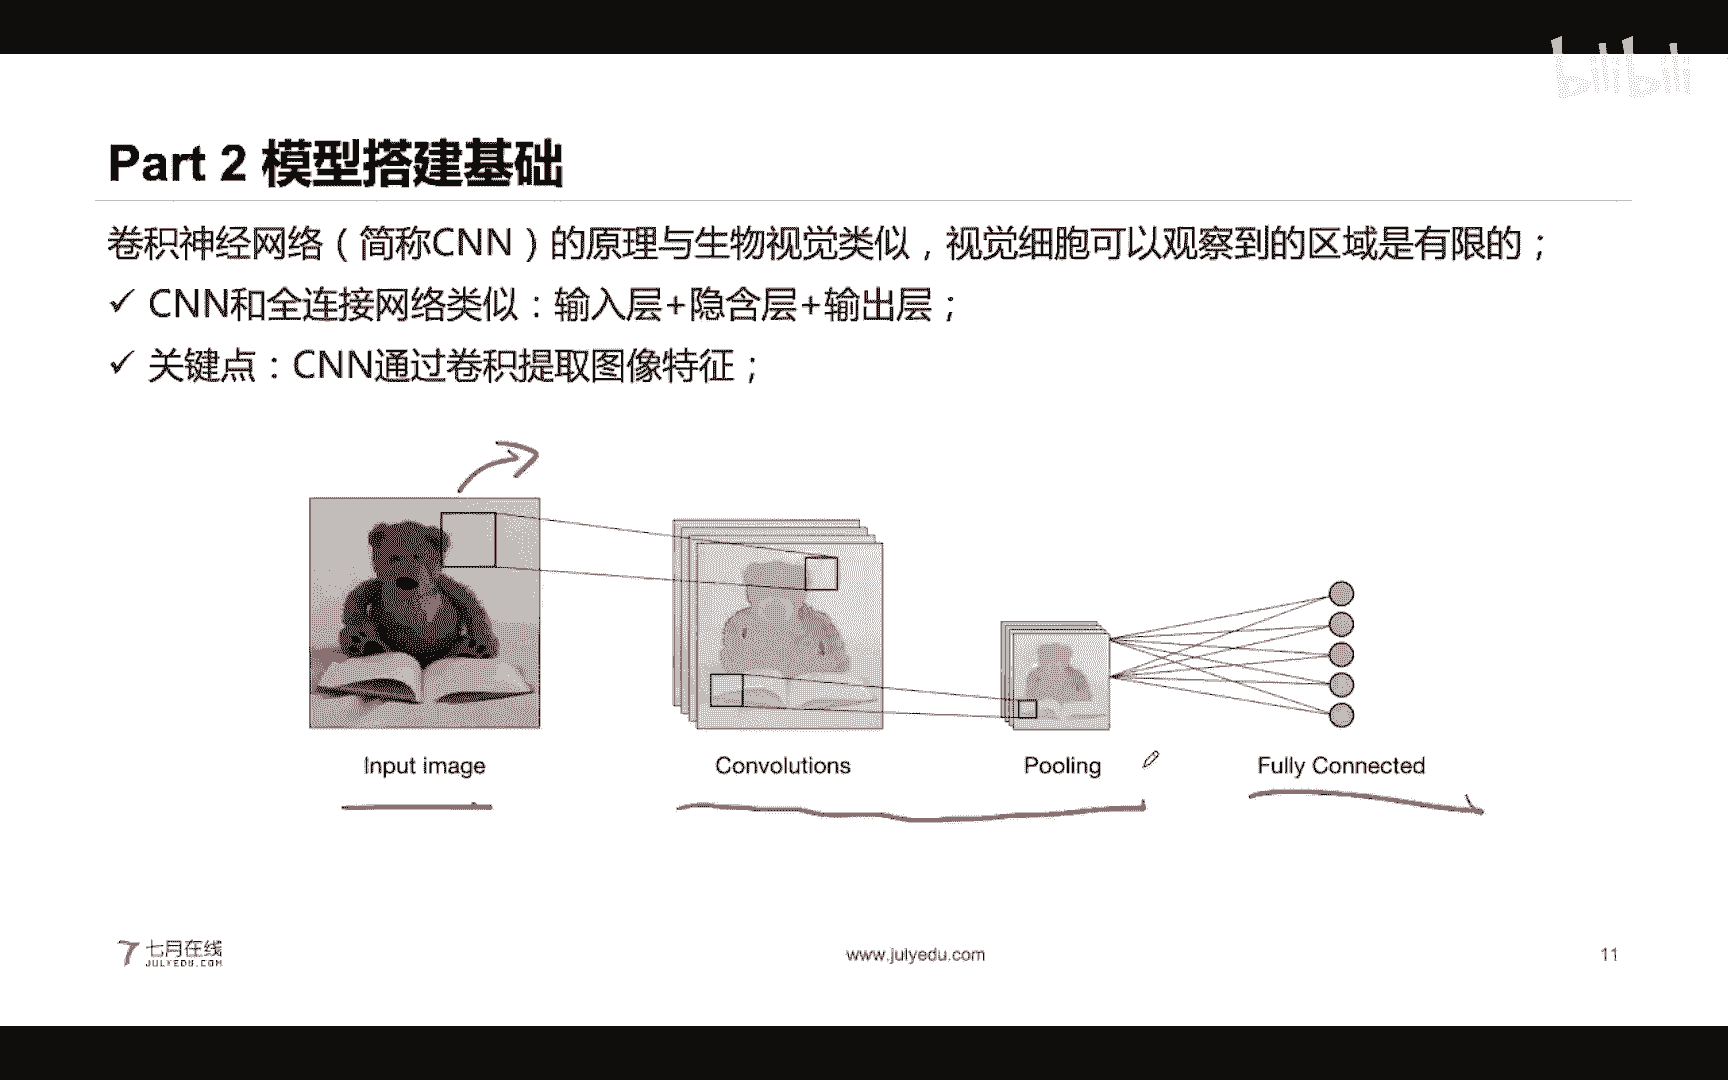 bilibili
Part 2 模型搭建基础
卷积神经网络（简称CNN）的原理与生物视觉类似，视觉细胞可以观察到的区域是有限的；
✓ CNN和全连接网络类似：输入层+隐含层+输出层；
✓ 关键点：CNN通过卷积提取图像特征；
Input image Convolutions Pooling Fully Connected
七月在线
JULYEDU.COM
www.julyedu.com
11